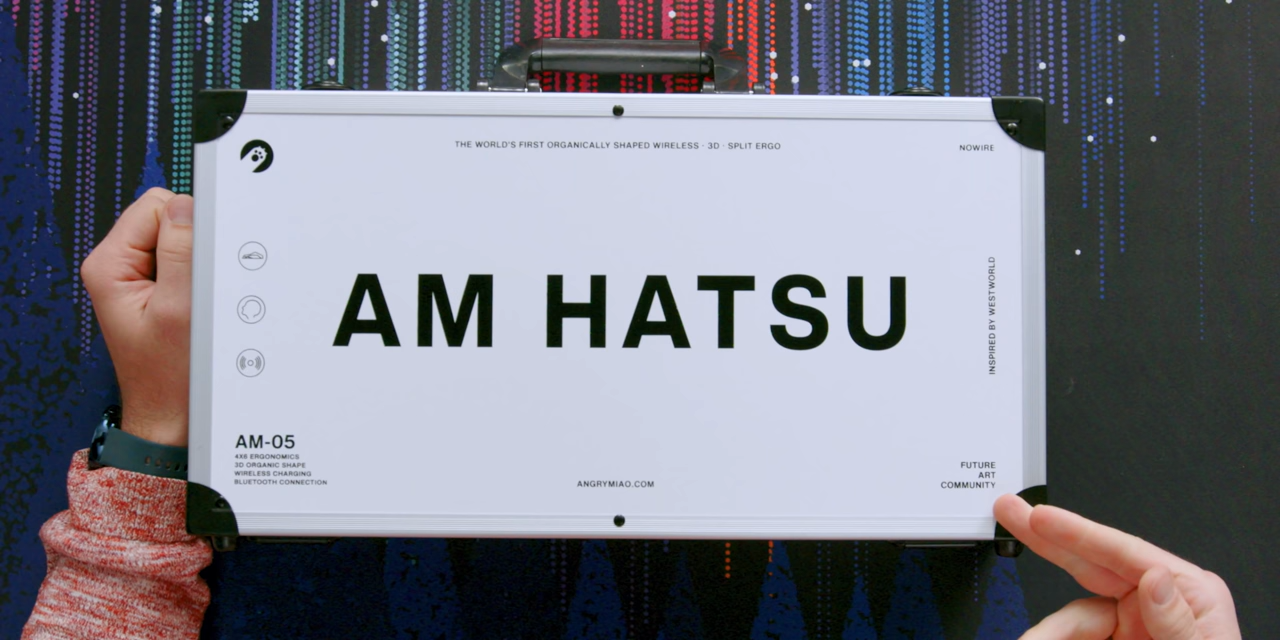 THE WORLD'S FIRST ORGANICALLY SHAPED WIRELESS · 3D · SPLIT ERGO
NOWIRE
AM HATSU
INSPIRED BY WESTWORLD
AM-05
4X6 ERGONOMICS
3D ORGANIC SHAPE
WIRELESS CHARGING
BLUETOOTH CONNECTION
ANGRYMIAO.COM
FUTURE
ART
COMMUNITY